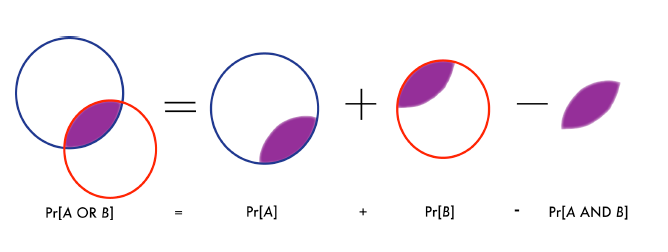 Pr[A OR B] = Pr[A] + Pr[B] - Pr[A AND B]